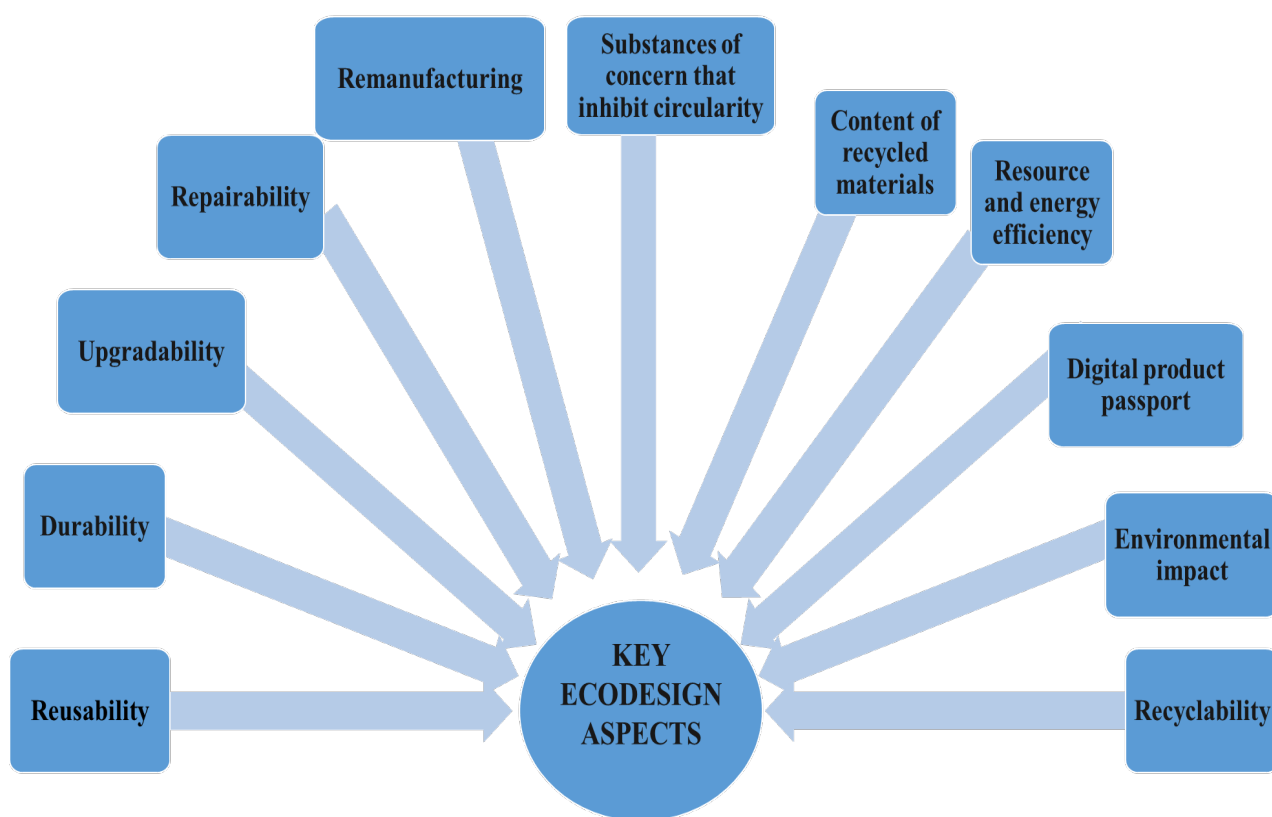 Remanufacturing
Substances of
concern that
inhibit circularity
Content of
recycled
materials
Resource
and energy
efficiency
Repairability
Upgradability
Digital product
passport
Durability
Environmental
impact
Reusability
KEY
ECODESIGN
ASPECTS
Recyclability